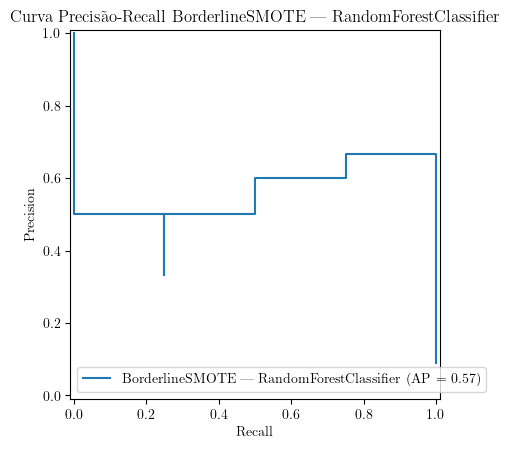 Curva Precisão-Recall BorderlineSMOTE — RandomForestClassifier
1.0
0.8
0.6
0.4
0.2
0.0
Precision
BorderlineSMOTE — RandomForestClassifier (AP = 0.57)
0.0 0.2 0.4 0.6 0.8 1.0
Recall